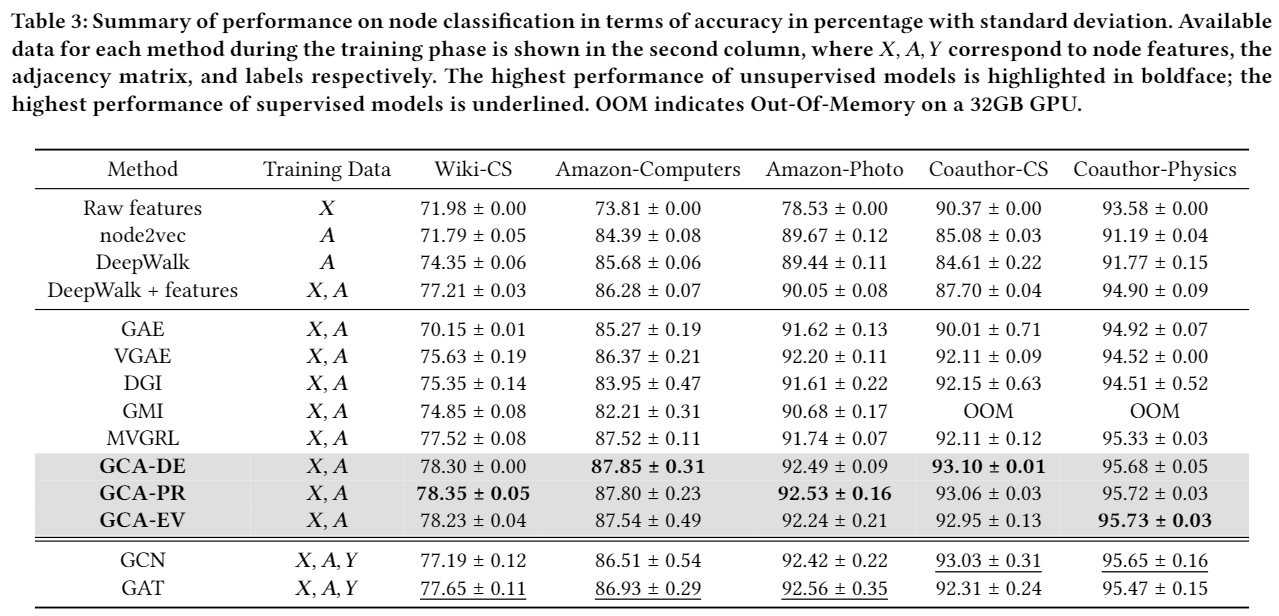 Table 3: Summary of performance on node classification in terms of accuracy in percentage with standard deviation. Available
data for each method during the training phase is shown in the second column, where X, A, Y correspond to node features, the
adjacency matrix, and labels respectively. The highest performance of unsupervised models is highlighted in boldface; the
highest performance of supervised models is underlined. OOM indicates Out-Of-Memory on a 32GB GPU.
Method Training Data Wiki-CS Amazon-Computers Amazon-Photo Coauthor-CS Coauthor-Physics
Raw features X 71.98 ± 0.00 73.81 ± 0.00 78.53 ± 0.00 90.37 ± 0.00 93.58 ± 0.00
node2vec A 71.79 ± 0.05 84.39 ± 0.08 89.67 ± 0.12 85.08 ± 0.03 91.19 ± 0.04
DeepWalk A 74.35 ± 0.06 85.68 ± 0.06 89.44 ± 0.11 84.61 ± 0.22 91.77 ± 0.15
DeepWalk + features X, A 77.21 ± 0.03 86.28 ± 0.07 90.05 ± 0.08 87.70 ± 0.04 94.90 ± 0.09
GAE X, A 70.15 ± 0.01 85.27 ± 0.19 91.62 ± 0.13 90.01 ± 0.71 94.92 ± 0.07
VGAE X, A 75.63 ± 0.19 86.37 ± 0.21 92.20 ± 0.11 92.11 ± 0.09 94.52 ± 0.00
DGI X, A 75.35 ± 0.14 83.95 ± 0.47 91.61 ± 0.22 92.15 ± 0.63 94.51 ± 0.52
GMI X, A 74.85 ± 0.08 82.21 ± 0.31 90.68 ± 0.17 OOM OOM
MVGRL X, A 77.52 ± 0.08 87.52 ± 0.11 91.74 ± 0.07 92.11 ± 0.12 95.33 ± 0.03
GCA-DE X, A 78.30 ± 0.00 87.85 ± 0.31 92.49 ± 0.09 93.10 ± 0.01 95.68 ± 0.05
GCA-PR X, A 78.35 ± 0.05 87.80 ± 0.23 92.53 ± 0.16 93.06 ± 0.03 95.72 ± 0.03
GCA-EV X, A 78.23 ± 0.04 87.54 ± 0.49 92.24 ± 0.21 92.95 ± 0.13 95.73 ± 0.03
GCN X, A, Y 77.19 ± 0.12 86.51 ± 0.54 92.42 ± 0.22 93.03 ± 0.31 95.65 ± 0.16
GAT X, A, Y 77.65 ± 0.11 86.93 ± 0.29 92.56 ± 0.35 92.31 ± 0.24 95.47 ± 0.15